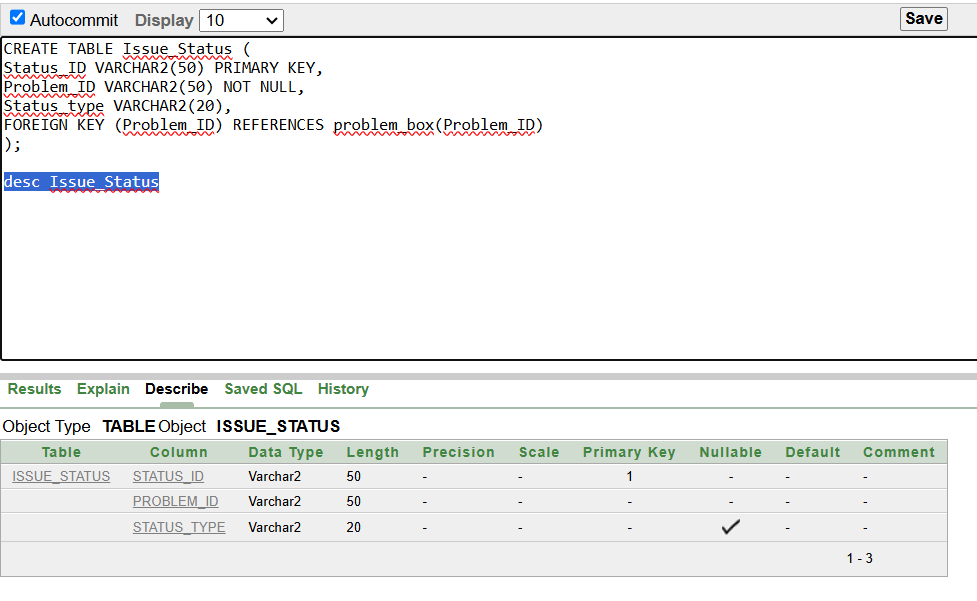 Autocommit Display 10 Save
CREATE TABLE Issue_Status (
Status_ID VARCHAR2(50) PRIMARY KEY,
Problem_ID VARCHAR2(50) NOT NULL,
Status_type VARCHAR2(20),
FOREIGN KEY (Problem_ID) REFERENCES problem_box(Problem_ID)
);
desc Issue_Status
Results Explain Describe Saved SQL History
Object Type TABLE Object ISSUE_STATUS
Table Column Data Type Length Precision Scale Primary Key Nullable Default Comment
ISSUE_STATUS STATUS_ID Varchar2 50 - - 1 - - -
PROBLEM_ID Varchar2 50 - - - - - -
STATUS_TYPE Varchar2 20 - - - ✓ - -
1 - 3